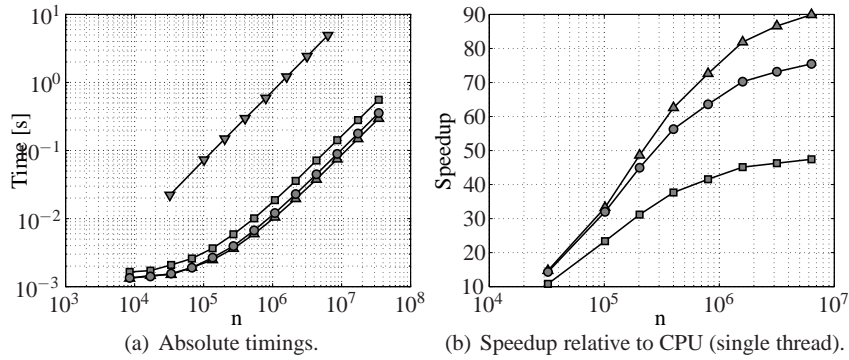 10^1
10^0
10^{-1}
10^{-2}
10^{-3}
Time [s]
10^3 10^4 10^5 10^6 10^7 10^8
n
(a) Absolute timings.
90
80
70
60
50
40
30
20
10
Speedup
10^4 10^5 10^6 10^7
n
(b) Speedup relative to CPU (single thread).